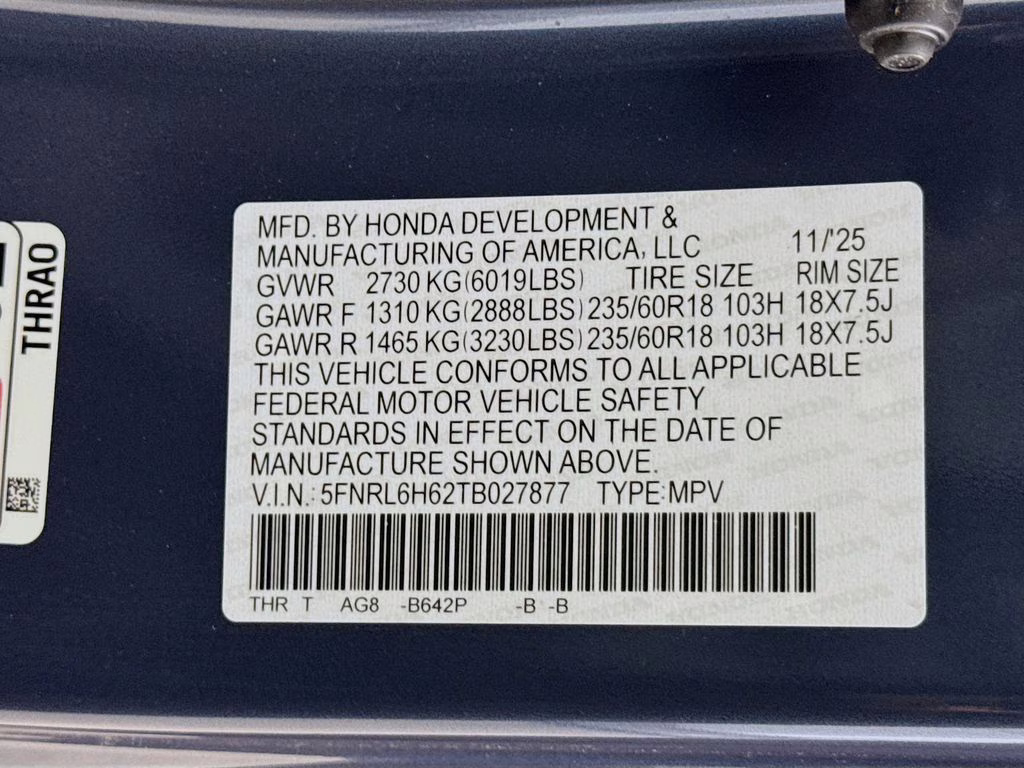 MFD. BY HONDA DEVELOPMENT &
MANUFACTURING OF AMERICA, LLC 11/'25
GVWR 2730 KG(6019LBS) TIRE SIZE RIM SIZE
GAWR F 1310 KG(2888LBS) 235/60R18 103H 18X7.5J
GAWR R 1465 KG(3230LBS) 235/60R18 103H 18X7.5J
THIS VEHICLE CONFORMS TO ALL APPLICABLE
FEDERAL MOTOR VEHICLE SAFETY
STANDARDS IN EFFECT ON THE DATE OF
MANUFACTURE SHOWN ABOVE.
V.I.N.: 5FNRL6H62TB027877 TYPE:MPV
THR T AG8 -B642P -B -B
THRA0